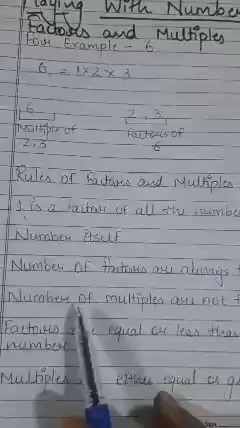 Playing With Number
Factors and Multiples
For Example - 6
6 = 1 x 2 x 3
6 2, 3
Multiple of Factors of
2, 3 6
Rules of Factors and Multiples
1 is a factor of all the number
Number itself
Number of factors are always
Number of multiples are not
Factors equal or less than
number
Multiples either equal or